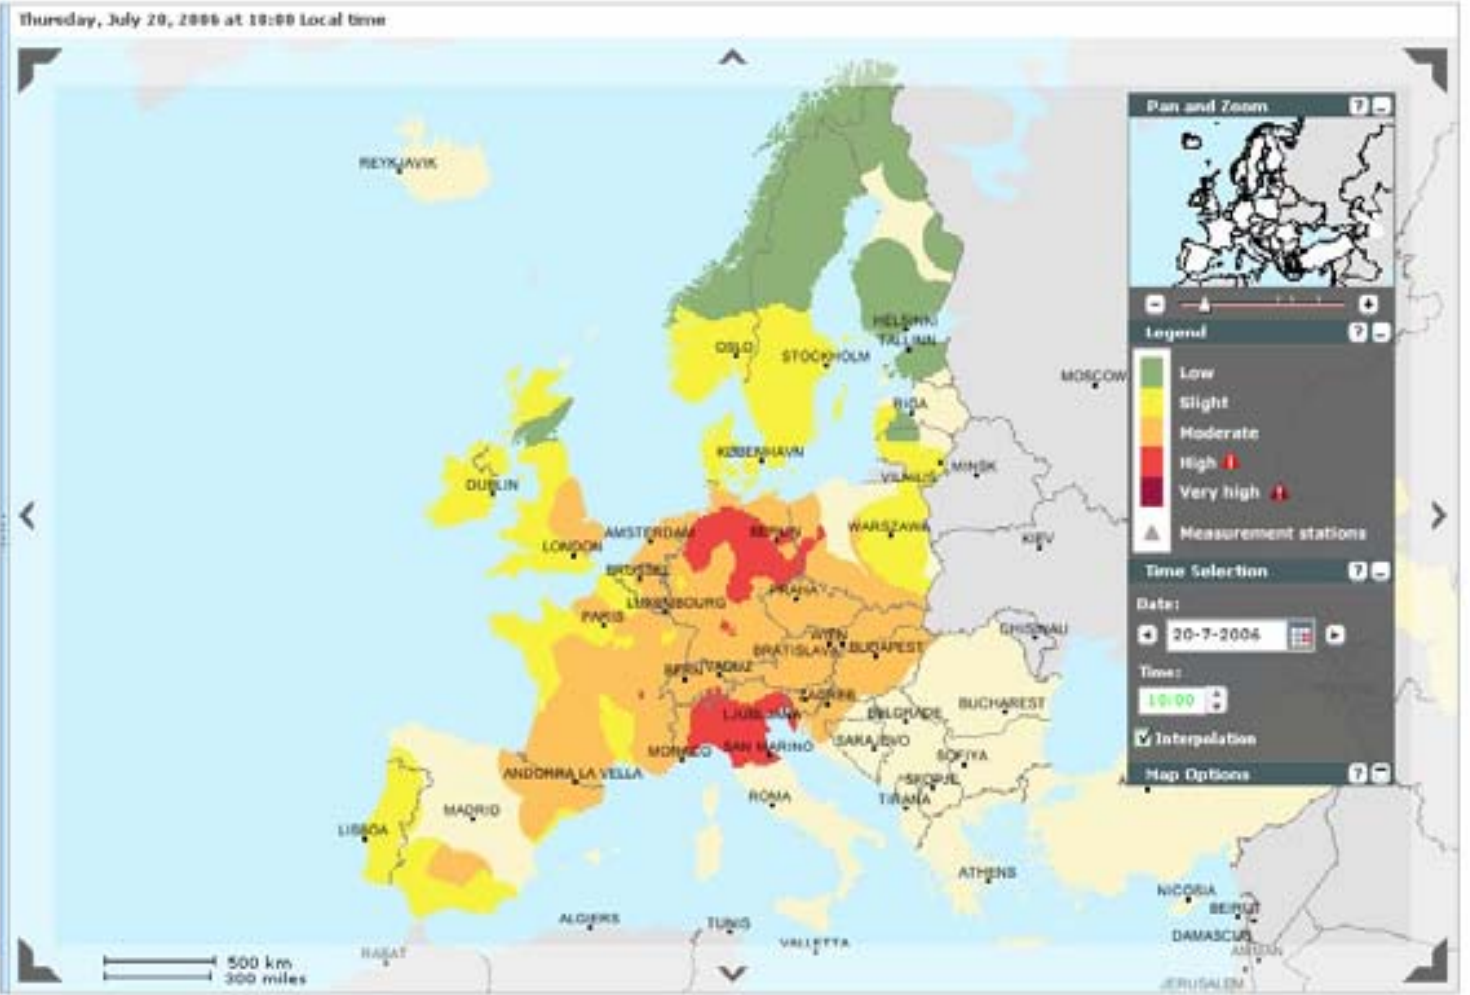 Thursday, July 20, 2006 at 18:00 Local time
Pan and Zoom
REYKJAVIK
HELSINKI
Legend
TALLINN
OSLO
STOCKHOLM
MOSCOW
Low
RIGA
Slight
Moderate
KØBENHAVN
High
MINSK
VILNIUS
DUBLIN
Very high
AMSTERDAM
BERLIN
WARSZAWA
Measurement stations
LONDON
KIEV
BRUSSEL
Time Selection
PRAHA
LUXEMBOURG
Date:
PARIS
CHISINAU
20-7-2006
WIEN
BRATISLAVA
BUDAPEST
BERN
VADUZ
Time:
ZAGREB
10:00
BUCHAREST
LJUBLJANA
BELGRADE
Interpolation
MONACO
SAN MARINO
SARAJEVO
SOFIYA
ANDORRA LA VELLA
SKOPJE
Map Options
ROMA
TIRANA
MADRID
LISBOA
ATHENS
NICOSIA
BEIRUT
ALGIERS
TUNIS
DAMASCUS
VALLETTA
RABAT
AMMAN
500 km
300 miles
JERUSALEM